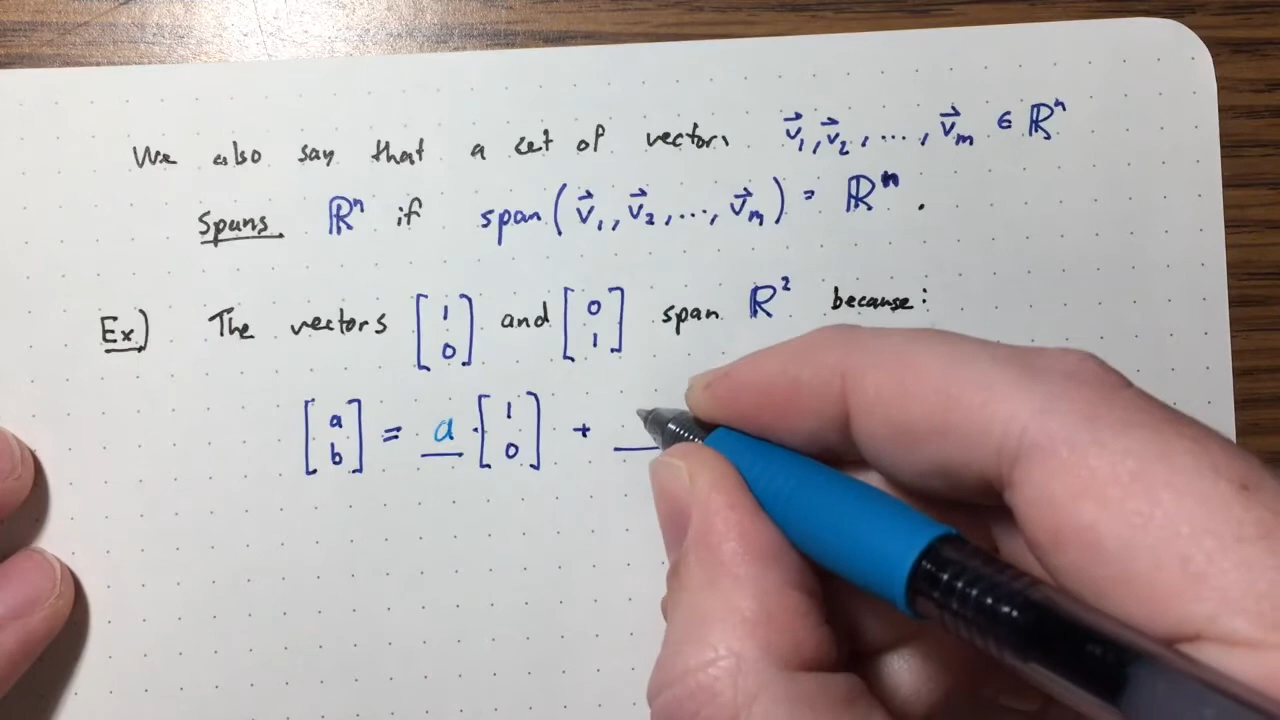 We also say that a set of vectors v⃗₁, v⃗₂, ..., v⃗ₘ ∈ ℝⁿ
spans ℝⁿ if span(v⃗₁, v⃗₂, ..., v⃗ₘ) = ℝⁿ.
Ex) The vectors [1 0] and [0 1] span ℝ² because:
[a b] = a · [1 0] + __